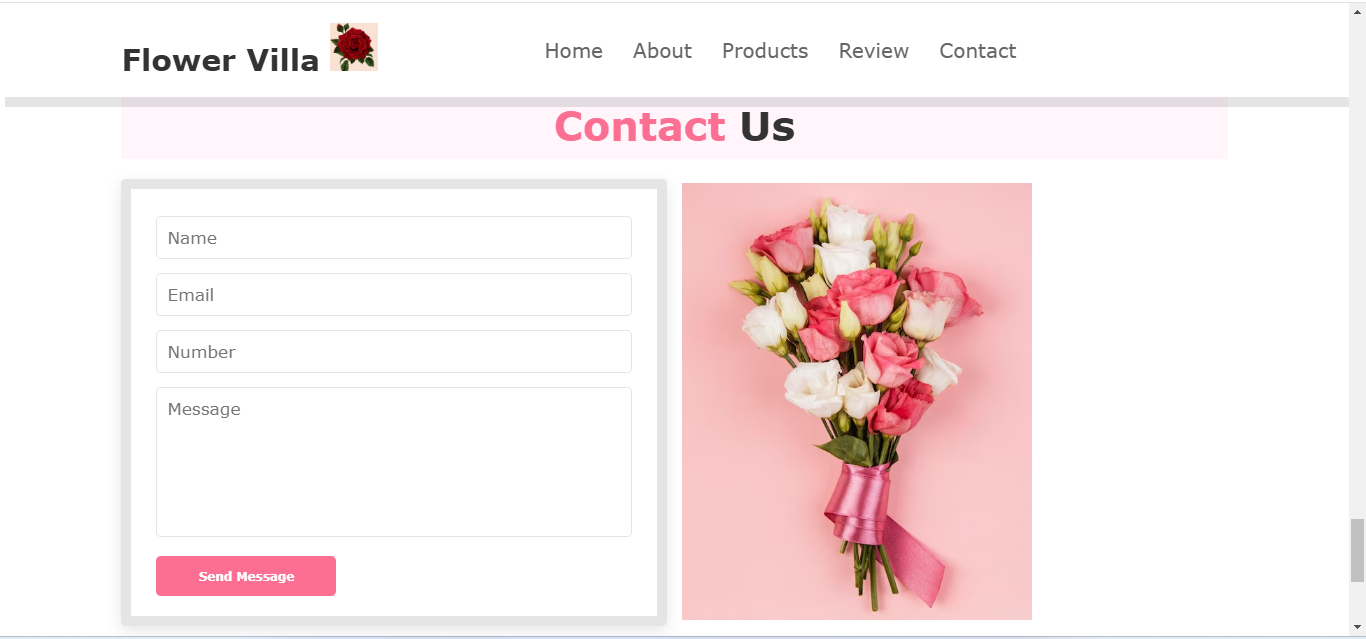 Flower Villa
Home About Products Review Contact
Contact Us
Name
Email
Number
Message
Send Message